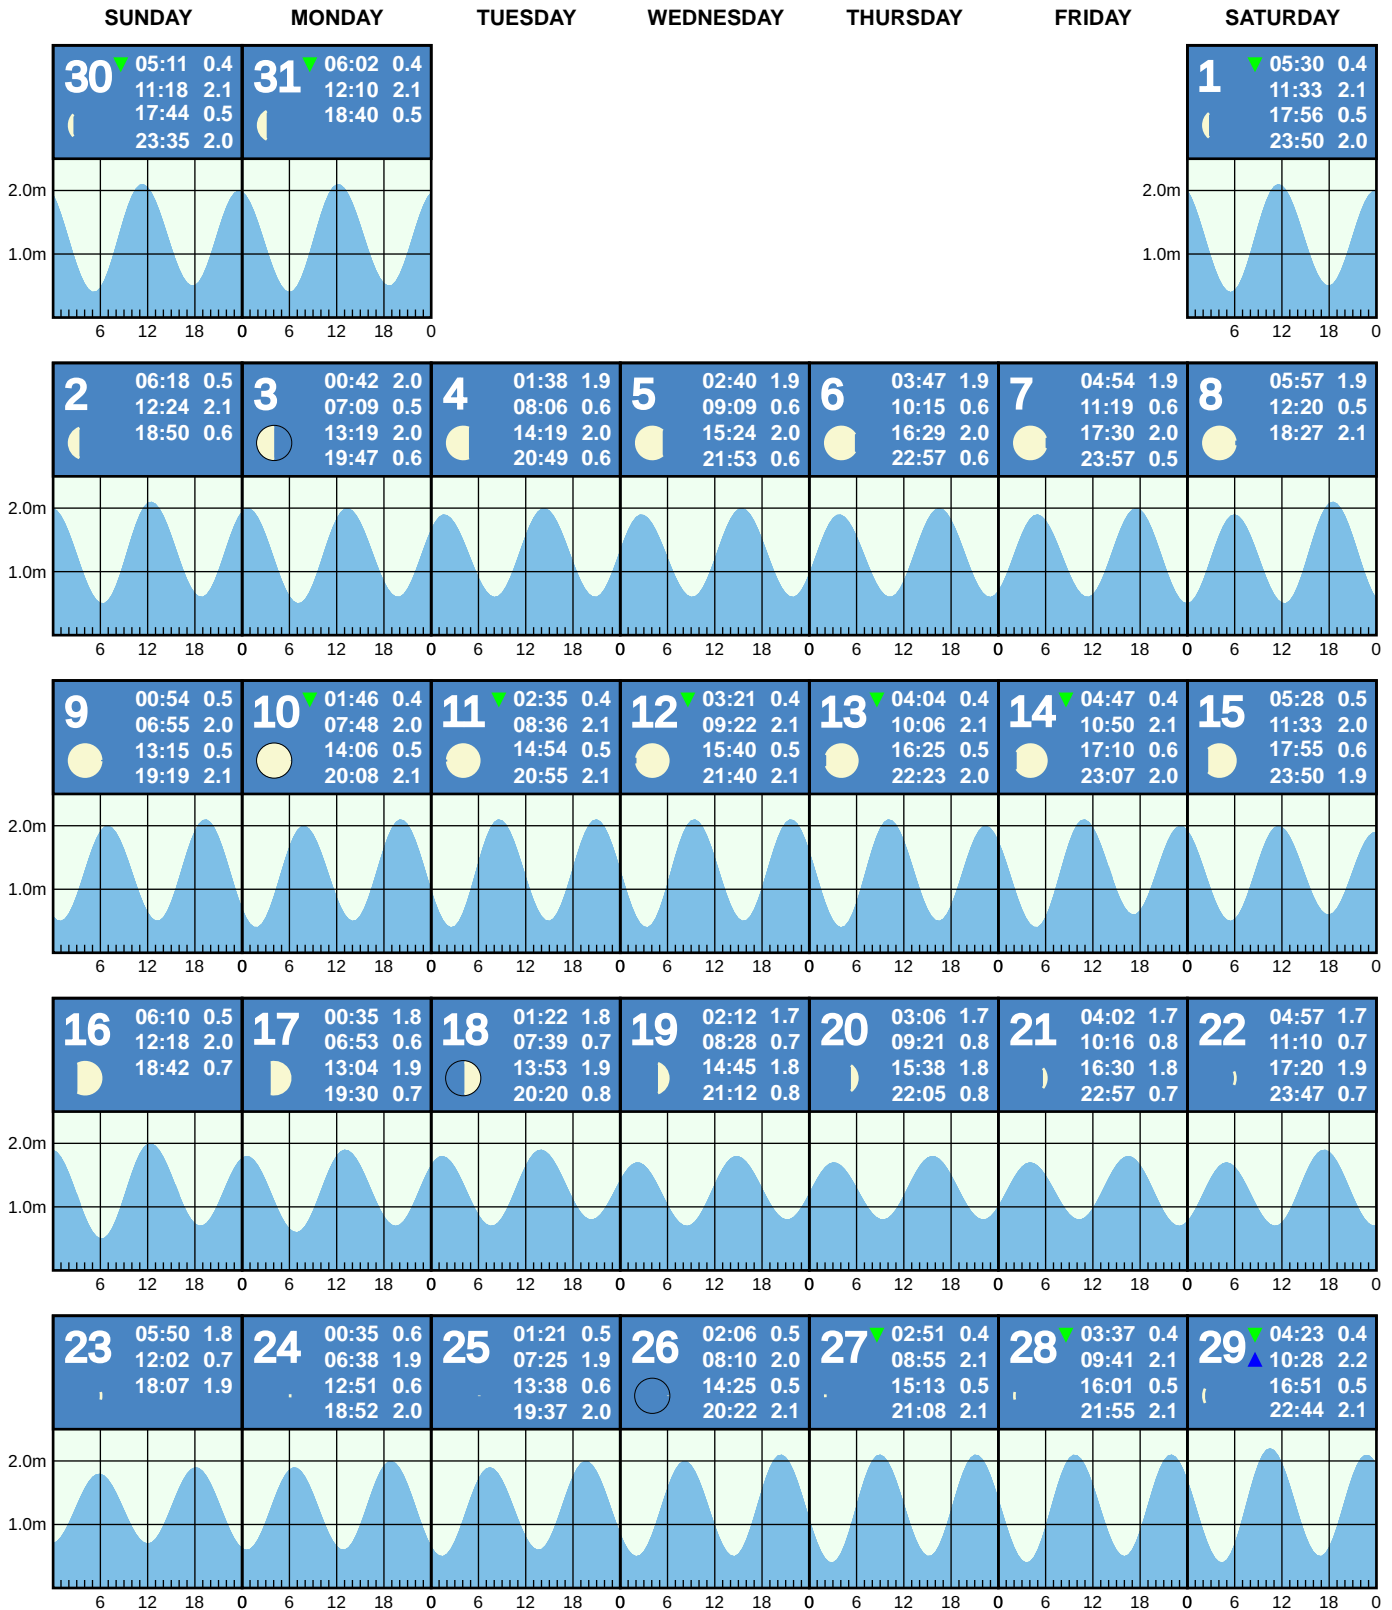 SUNDAY MONDAY TUESDAY WEDNESDAY THURSDAY FRIDAY SATURDAY
30 05:11 0.4
11:18 2.1
17:44 0.5
23:35 2.0
31 06:02 0.4
12:10 2.1
18:40 0.5
1 05:30 0.4
11:33 2.1
17:56 0.5
23:50 2.0
2.0m
1.0m
2.0m
1.0m
6 12 18 0 0 6 12 18 0 6 12 18 0
2 06:18 0.5
12:24 2.1
18:50 0.6
3 00:42 2.0
07:09 0.5
13:19 2.0
19:47 0.6
4 01:38 1.9
08:06 0.6
14:19 2.0
20:49 0.6
5 02:40 1.9
09:09 0.6
15:24 2.0
21:53 0.6
6 03:47 1.9
10:15 0.6
16:29 2.0
22:57 0.6
7 04:54 1.9
11:19 0.6
17:30 2.0
23:57 0.5
8 05:57 1.9
12:20 0.5
18:27 2.1
2.0m
1.0m
6 12 18 0 6 12 18 0 6 12 18 0 6 12 18 0 6 12 18 0 6 12 18 0 6 12 18 0
9 00:54 0.5
06:55 2.0
13:15 0.5
19:19 2.1
10 01:46 0.4
07:48 2.0
14:06 0.5
20:08 2.1
11 02:35 0.4
08:36 2.1
14:54 0.5
20:55 2.1
12 03:21 0.4
09:22 2.1
15:40 0.5
21:40 2.1
13 04:04 0.4
10:06 2.1
16:25 0.5
22:23 2.0
14 04:47 0.4
10:50 2.1
17:10 0.6
23:07 2.0
15 05:28 0.5
11:33 2.0
17:55 0.6
23:50 1.9
2.0m
1.0m
6 12 18 0 6 12 18 0 6 12 18 0 6 12 18 0 6 12 18 0 6 12 18 0 6 12 18 0
16 06:10 0.5
12:18 2.0
18:42 0.7
17 00:35 1.8
06:53 0.6
13:04 1.9
19:30 0.7
18 01:22 1.8
07:39 0.7
13:53 1.9
20:20 0.8
19 02:12 1.7
08:28 0.7
14:45 1.8
21:12 0.8
20 03:06 1.7
09:21 0.8
15:38 1.8
22:05 0.8
21 04:02 1.7
10:16 0.8
16:30 1.8
22:57 0.7
22 04:57 1.7
11:10 0.7
17:20 1.9
23:47 0.7
2.0m
1.0m
6 12 18 0 6 12 18 0 6 12 18 0 6 12 18 0 6 12 18 0 6 12 18 0 6 12 18 0
23 05:50 1.8
12:02 0.7
18:07 1.9
24 00:35 0.6
06:38 1.9
12:51 0.6
18:52 2.0
25 01:21 0.5
07:25 1.9
13:38 0.6
19:37 2.0
26 02:06 0.5
08:10 2.0
14:25 0.5
20:22 2.1
27 02:51 0.4
08:55 2.1
15:13 0.5
21:08 2.1
28 03:37 0.4
09:41 2.1
16:01 0.5
21:55 2.1
29 04:23 0.4
10:28 2.2
16:51 0.5
22:44 2.1
2.0m
1.0m
6 12 18 0 6 12 18 0 6 12 18 0 6 12 18 0 6 12 18 0 6 12 18 0 6 12 18 0